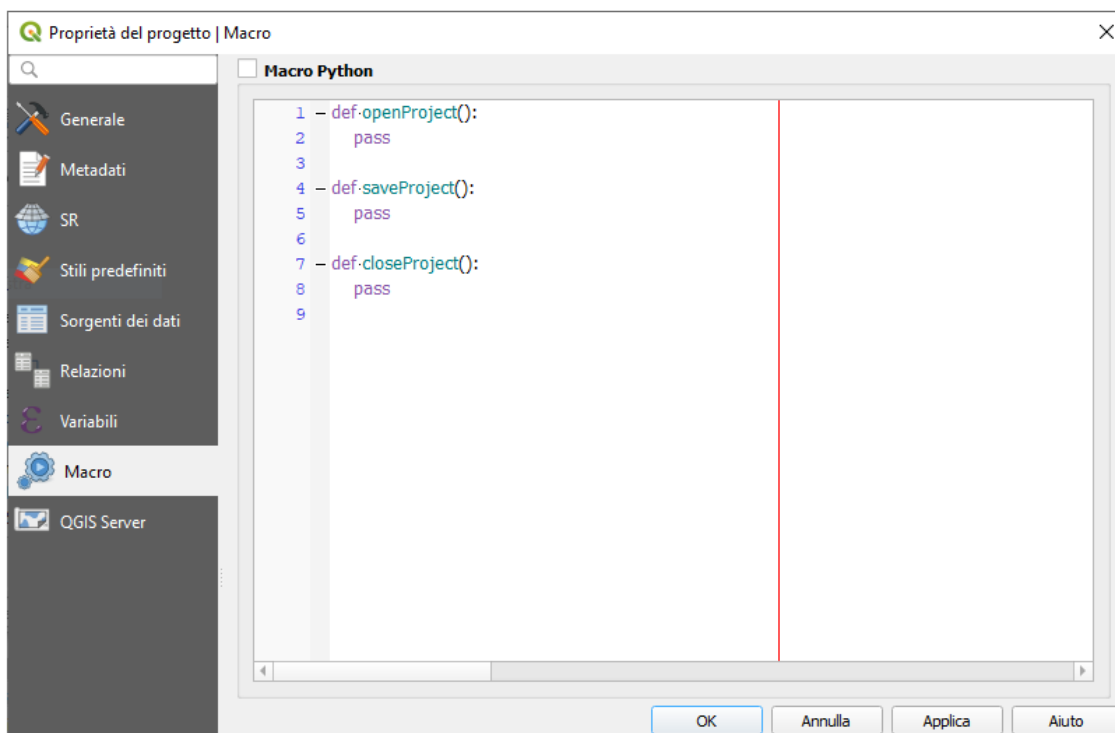 Proprietà del progetto | Macro
Macro Python
Generale
Metadati
SR
Stili predefiniti
Sorgenti dei dati
Relazioni
Variabili
Macro
QGIS Server
1 def openProject():
2 pass
3
4 def saveProject():
5 pass
6
7 def closeProject():
8 pass
9
OK Annulla Applica Aiuto